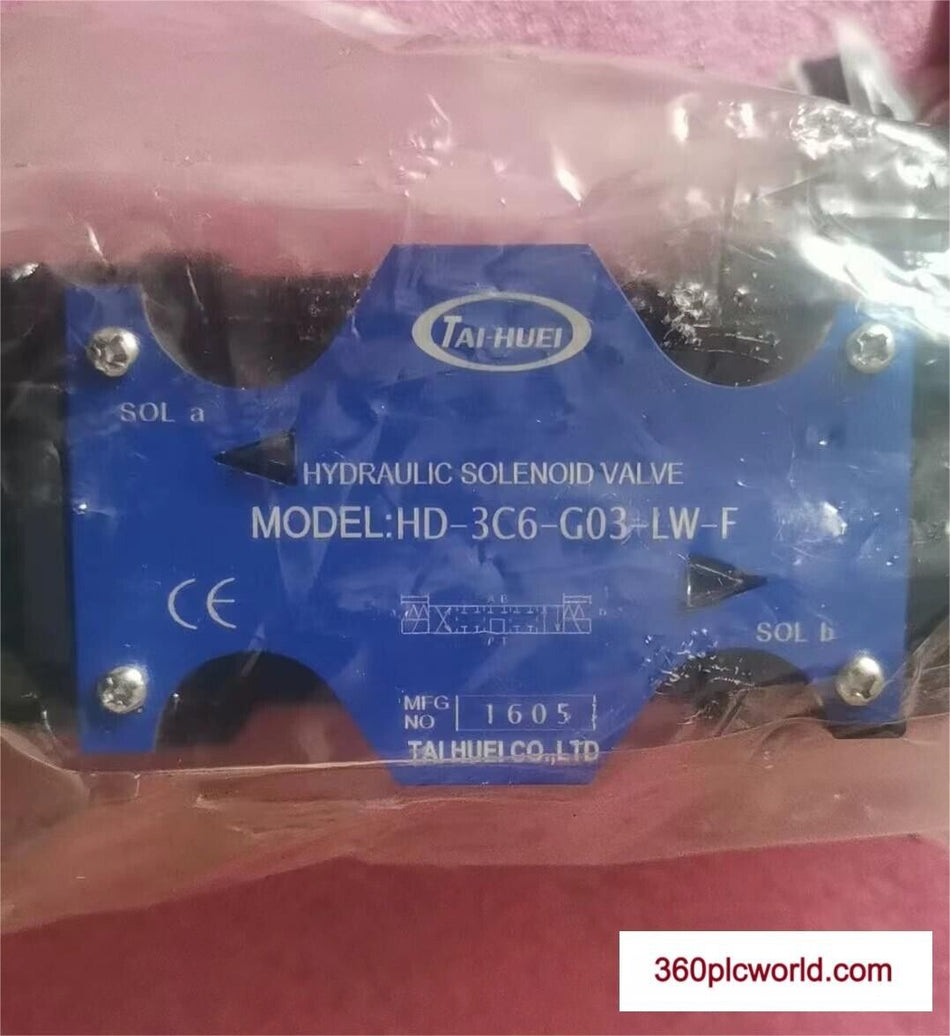 TAI-HUEI
SOL a
HYDRAULIC SOLENOID VALVE
MODEL:HD-3C6-G03-LW-F
CE
A B
SOL b
MFG NO 1605
TAI HUEI CO.,LTD
360plcworld.com